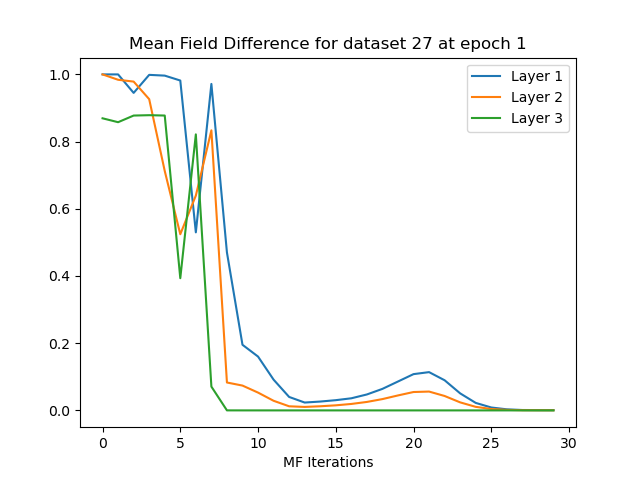 Mean Field Difference for dataset 27 at epoch 1
Layer 1
Layer 2
Layer 3
1.0
0.8
0.6
0.4
0.2
0.0
0 5 10 15 20 25 30
MF Iterations